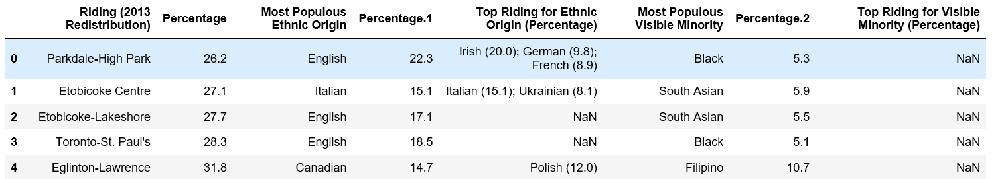 Riding (2013 Redistribution) Percentage Most Populous Ethnic Origin Percentage.1 Top Riding for Ethnic Origin (Percentage) Most Populous Visible Minority Percentage.2 Top Riding for Visible Minority (Percentage)
0 Parkdale-High Park 26.2 English 22.3 Irish (20.0); German (9.8); French (8.9) Black 5.3 NaN
1 Etobicoke Centre 27.1 Italian 15.1 Italian (15.1); Ukrainian (8.1) South Asian 5.9 NaN
2 Etobicoke-Lakeshore 27.7 English 17.1 NaN South Asian 5.5 NaN
3 Toronto-St. Paul's 28.3 English 18.5 NaN Black 5.1 NaN
4 Eglinton-Lawrence 31.8 Canadian 14.7 Polish (12.0) Filipino 10.7 NaN